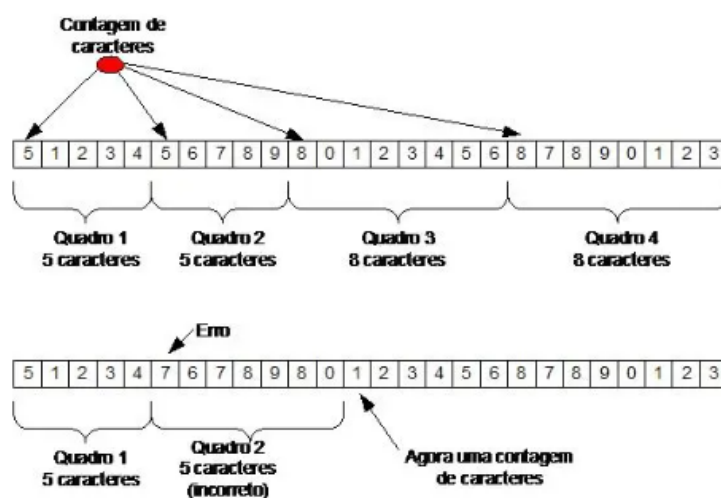 Contagem de
caracteres
5 1 2 3 4 5 6 7 8 9 8 0 1 2 3 4 5 6 8 7 8 9 0 1 2 3
Quadro 1
5 caracteres
Quadro 2
5 caracteres
Quadro 3
8 caracteres
Quadro 4
8 caracteres
Erro
5 1 2 3 4 7 6 7 8 9 8 0 1 2 3 4 5 6 8 7 8 9 0 1 2 3
Quadro 1
5 caracteres
Quadro 2
5 caracteres
(incorreto)
Agora uma contagem
de caracteres